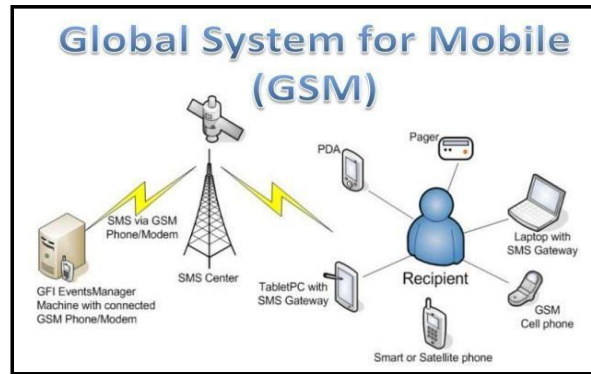 Global System for Mobile
(GSM)
PDA
Pager
SMS via GSM
Phone/Modem
SMS Center
GFI EventsManager
Machine with connected
GSM Phone/Modem
TabletPC with
SMS Gateway
Recipient
Laptop with
SMS Gateway
GSM
Cell phone
Smart or Satellite phone